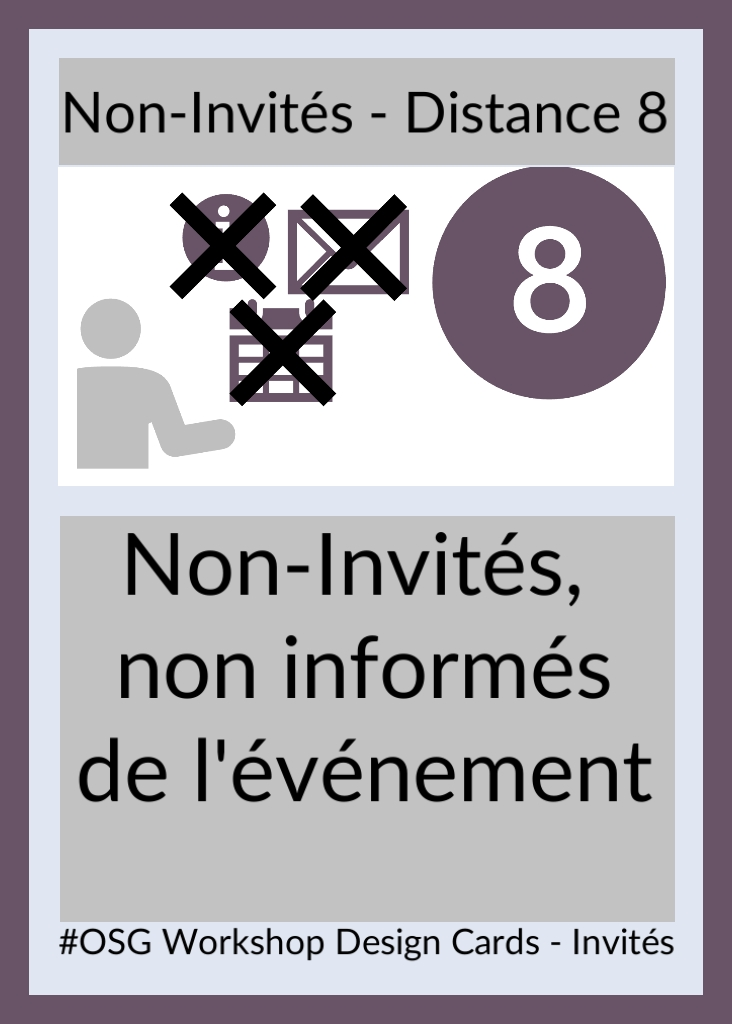 Non-Invités - Distance 8
8
Non-Invités,
non informés
de l'événement
#OSG Workshop Design Cards - Invités